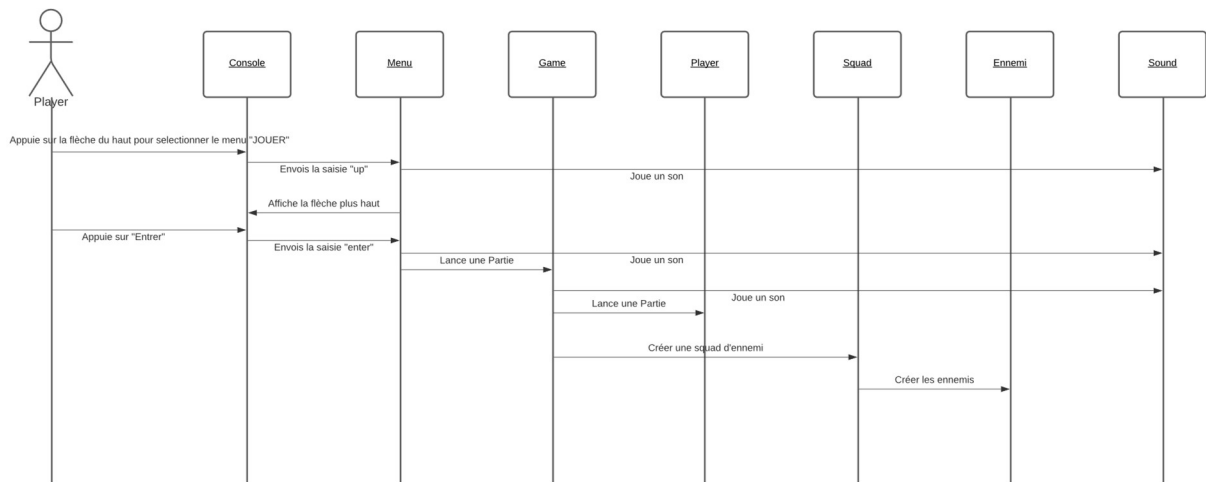 Player
Console
Menu
Game
Player
Squad
Ennemi
Sound
Appuie sur la flèche du haut pour selectionner le menu "JOUER"
Envois la saisie "up"
Joue un son
Affiche la flèche plus haut
Appuie sur "Entrer"
Envois la saisie "enter"
Joue un son
Lance une Partie
Joue un son
Lance une Partie
Créer une squad d'ennemi
Créer les ennemis